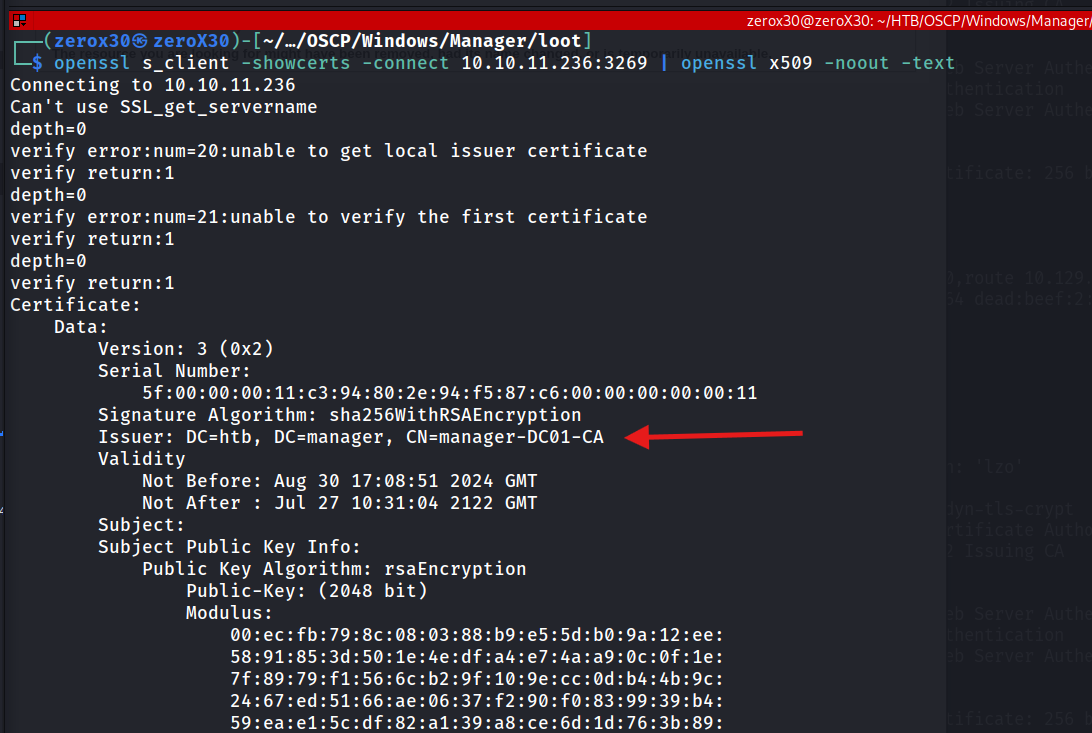 zerox30@zeroX30: ~/HTB/OSCP/Windows/Manager/
┌──(zerox30㉿zeroX30)-[~/…/OSCP/Windows/Manager/loot]
└─$ openssl s_client -showcerts -connect 10.10.11.236:3269 | openssl x509 -noout -text
Connecting to 10.10.11.236
Can't use SSL_get_servername
depth=0
verify error:num=20:unable to get local issuer certificate
verify return:1
depth=0
verify error:num=21:unable to verify the first certificate
verify return:1
depth=0
verify return:1
Certificate:
Data:
Version: 3 (0x2)
Serial Number:
5f:00:00:00:11:c3:94:80:2e:94:f5:87:c6:00:00:00:00:00:11
Signature Algorithm: sha256WithRSAEncryption
Issuer: DC=htb, DC=manager, CN=manager-DC01-CA
Validity
Not Before: Aug 30 17:08:51 2024 GMT
Not After : Jul 27 10:31:04 2122 GMT
Subject:
Subject Public Key Info:
Public Key Algorithm: rsaEncryption
Public-Key: (2048 bit)
Modulus:
00:ec:fb:79:8c:08:03:88:b9:e5:5d:b0:9a:12:ee:
58:91:85:3d:50:1e:4e:df:a4:e7:4a:a9:0c:0f:1e:
7f:89:79:f1:56:6c:b2:9f:10:9e:cc:0d:b4:4b:9c:
24:67:ed:51:66:ae:06:37:f2:90:f0:83:99:39:b4:
59:ea:e1:5c:df:82:a1:39:a8:ce:6d:1d:76:3b:89: